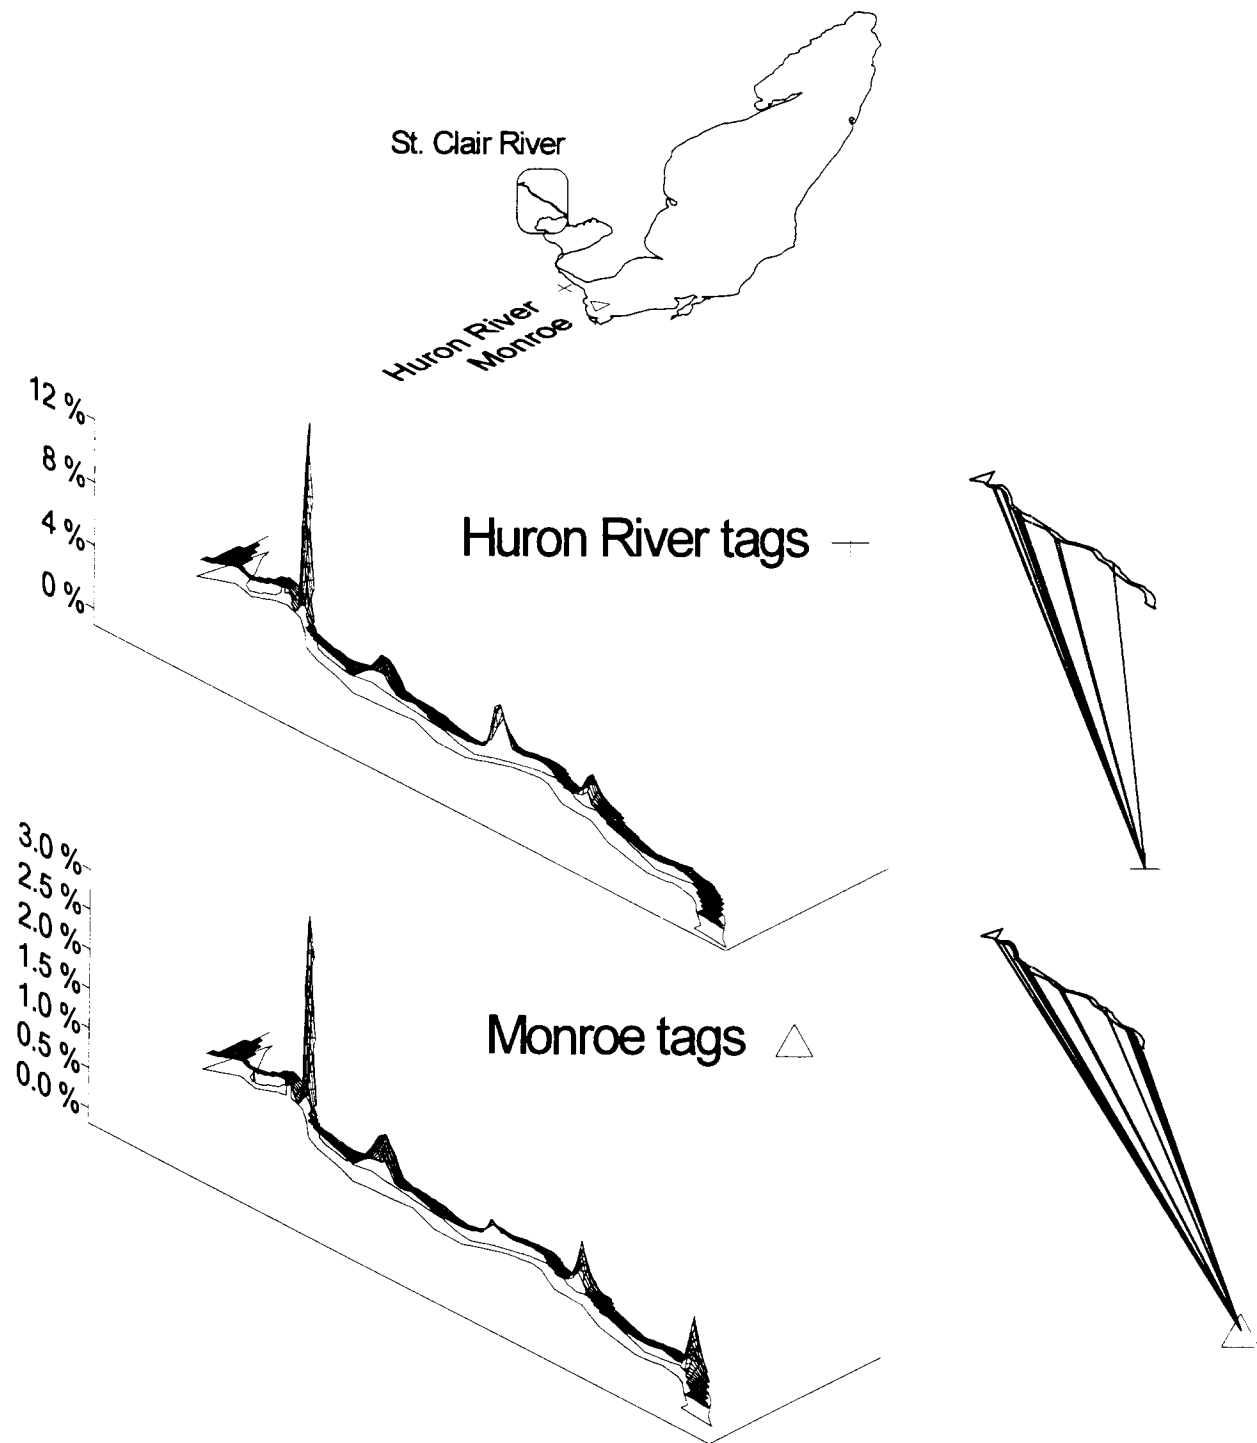 St. Clair River
Huron River
Monroe
12 %
8 %
4 %
0 %
Huron River tags
3.0 %
2.5 %
2.0 %
1.5 %
1.0 %
0.5 %
0.0 %
Monroe tags